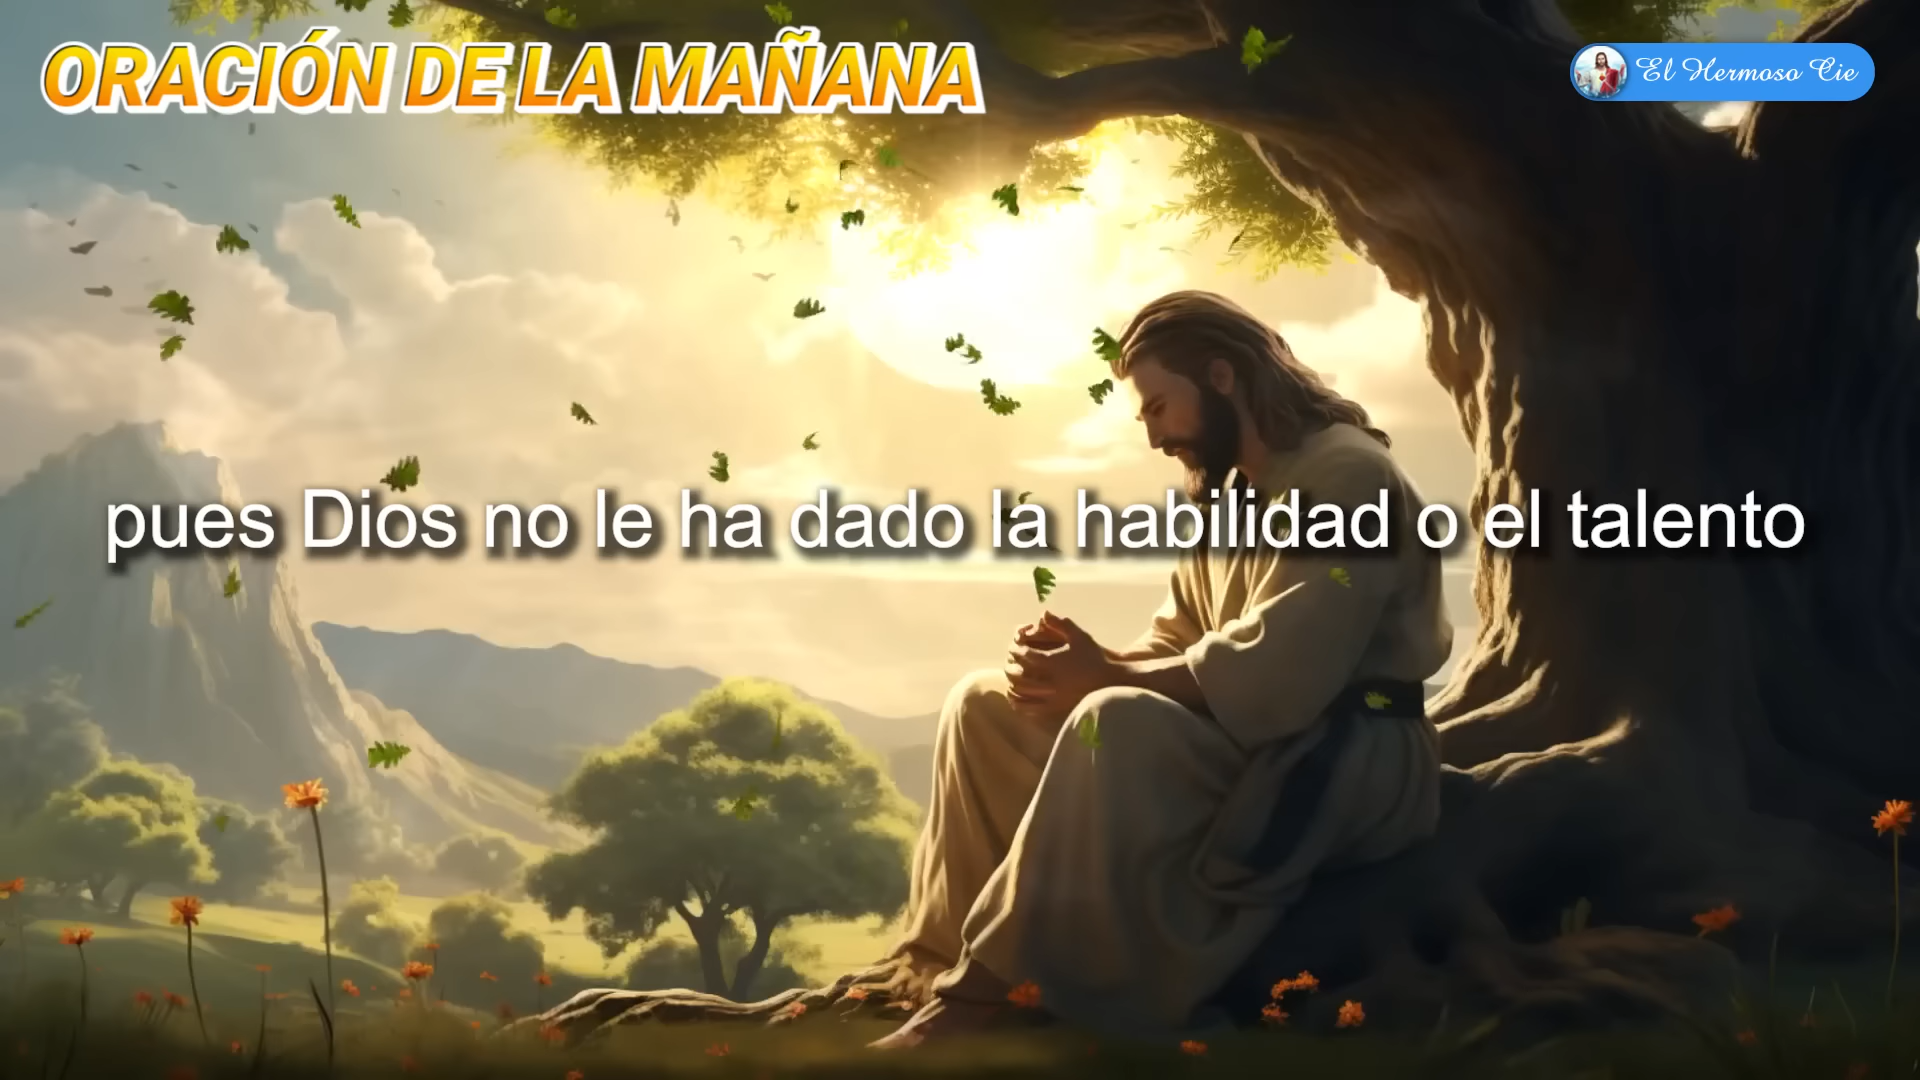 ORACIÓN DE LA MAÑANA
El Hermoso Cie
pues Dios no le ha dado la habilidad o el talento